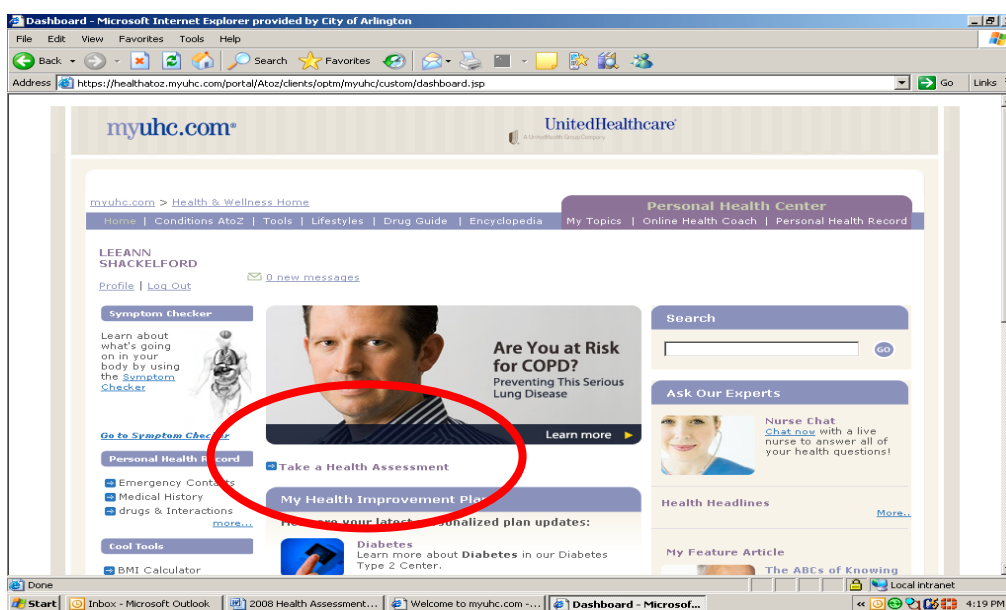 Dashboard - Microsoft Internet Explorer provided by City of Arlington
File Edit View Favorites Tools Help
Back Search Favorites
Address https://healthatoz.myuhc.com/portal/Atoz/clients/optm/myuhc/custom/dashboard.jsp Go Links
myuhc.com®
UnitedHealthcare®
A UnitedHealth Group Company
myuhc.com > Health & Wellness Home
Personal Health Center
Home | Conditions AtoZ | Tools | Lifestyles | Drug Guide | Encyclopedia
My Topics | Online Health Coach | Personal Health Record
LEEANN
SHACKELFORD
0 new messages
Profile | Log Out
Symptom Checker
Learn about
what's going
on in your
body by using
the Symptom
Checker
Go to Symptom Checker
Personal Health Record
Emergency Contacts
Medical History
drugs & Interactions
more...
Cool Tools
BMI Calculator
Are You at Risk
for COPD?
Preventing This Serious
Lung Disease
Learn more
Take a Health Assessment
My Health Improvement Plan
Here are your latest personalized plan updates:
Diabetes
Learn more about Diabetes in our Diabetes
Type 2 Center.
Search
GO
Ask Our Experts
Nurse Chat
Chat now with a live
nurse to answer all of
your health questions!
Health Headlines
More..
My Feature Article
The ABCs of Knowing
Done
Local intranet
Start
Inbox - Microsoft Outlook
2008 Health Assessment...
Welcome to myuhc.com -...
Dashboard - Microsof...
4:19 PM